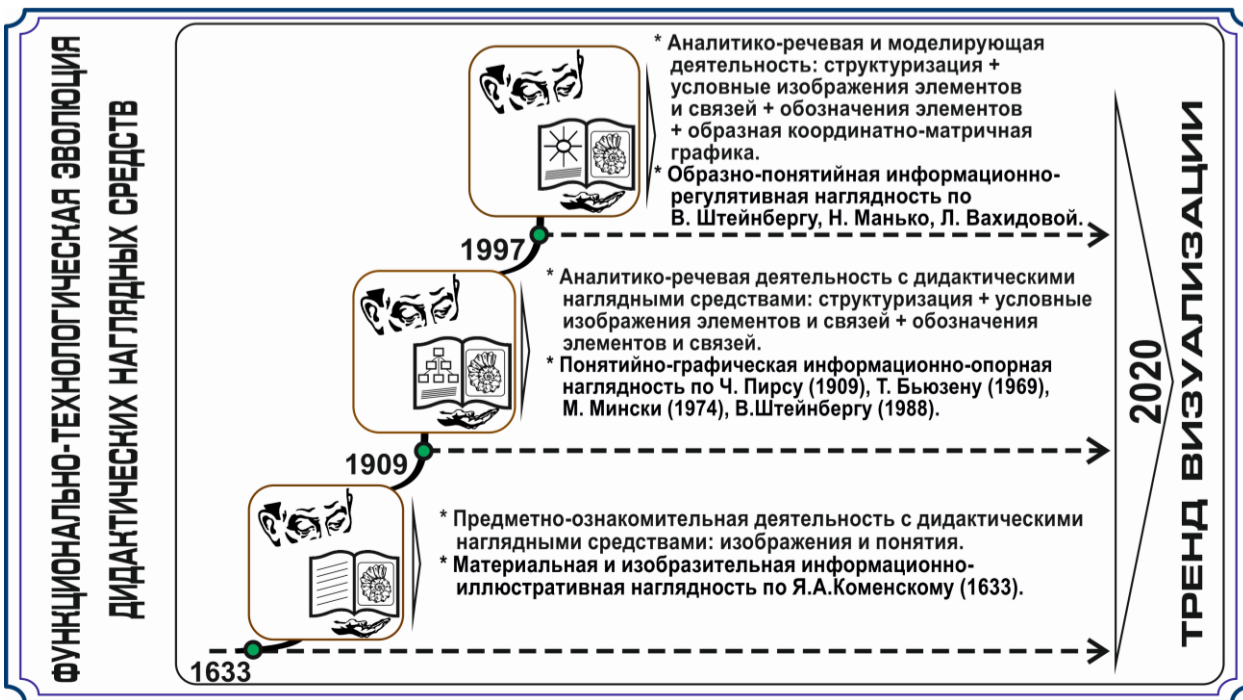 ФУНКЦИОНАЛЬНО-ТЕХНОЛОГИЧЕСКАЯ ЭВОЛЮЦИЯ
ДИДАКТИЧЕСКИХ НАГЛЯДНЫХ СРЕДСТВ
* Аналитико-речевая и моделирующая
деятельность: структуризация +
условные изображения элементов
и связей + обозначения элементов
+ образная координатно-матричная
графика.
* Образно-понятийная информационно-
регулятивная наглядность по
В. Штейнбергу, Н. Манько, Л. Вахидовой.
1997
* Аналитико-речевая деятельность с дидактическими
наглядными средствами: структуризация + условные
изображения элементов и связей + обозначения
элементов и связей.
* Понятийно-графическая информационно-опорная
наглядность по Ч. Пирсу (1909), Т. Бьюзену (1969),
М. Мински (1974), В.Штейнбергу (1988).
1909
* Предметно-ознакомительная деятельность с дидактическими
наглядными средствами: изображения и понятия.
* Материальная и изобразительная информационно-
иллюстративная наглядность по Я.А.Коменскому (1633).
1633
2020
ТРЕНД ВИЗУАЛИЗАЦИИ